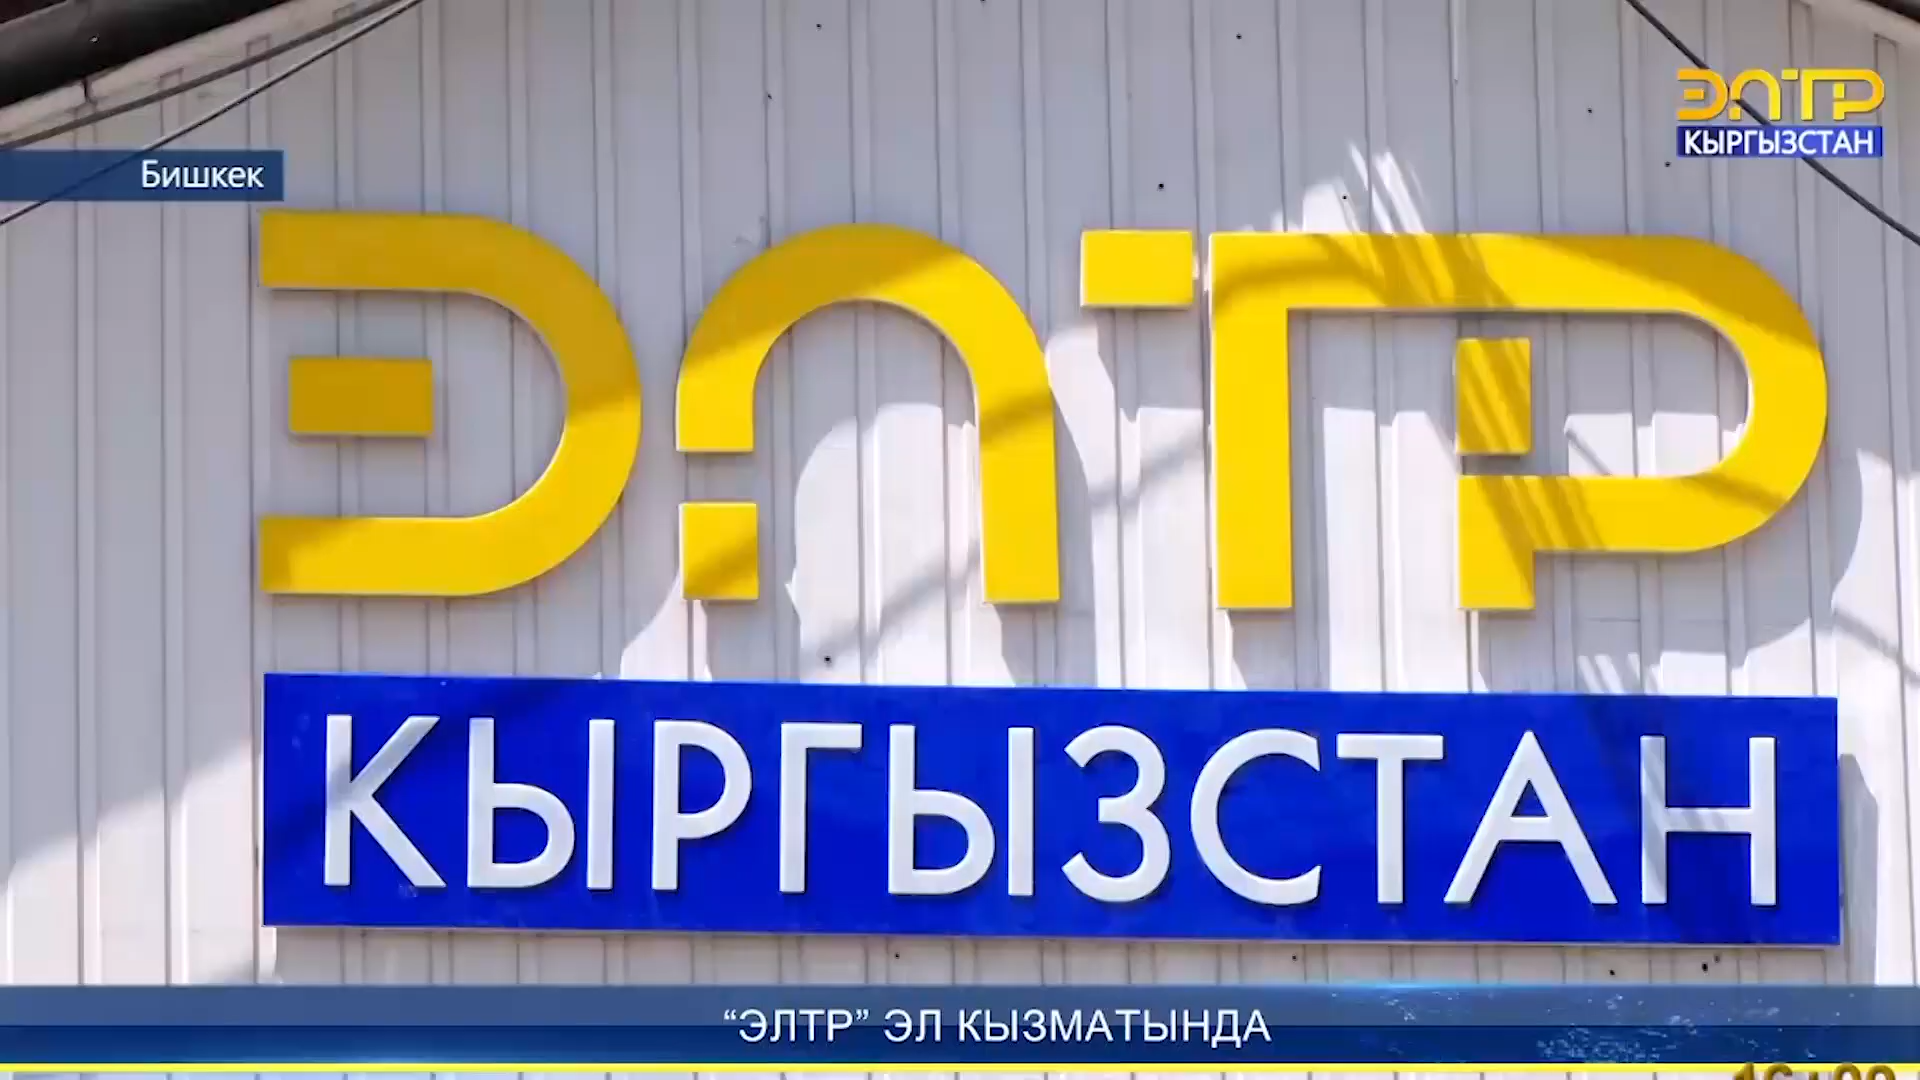 ЭЛТР
КЫРГЫЗСТАН
Бишкек
ЭЛТР
КЫРГЫЗСТАН
“ЭЛТР” ЭЛ КЫЗМАТЫНДА